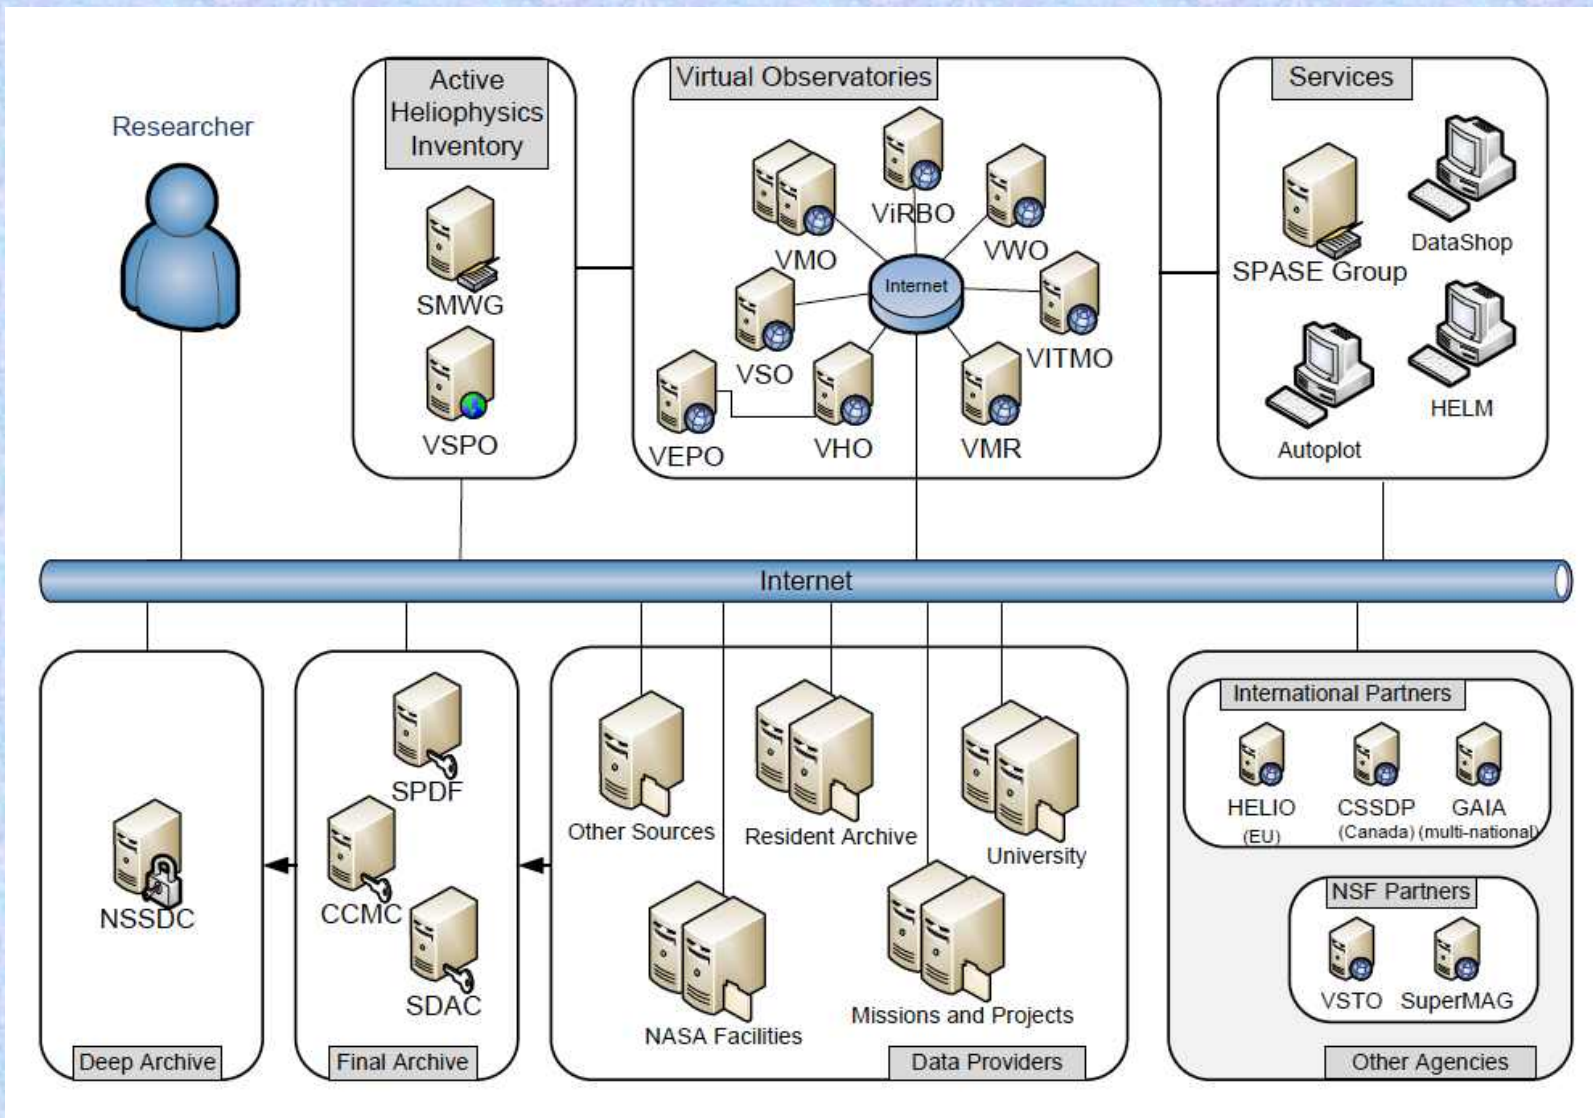 Researcher
Active
Heliophysics
Inventory
SMWG
VSPO
Virtual Observatories
ViRBO
VMO
VWO
Internet
VSO
VITMO
VEPO
VHO
VMR
Services
DataShop
SPASE Group
HELM
Autoplot
Internet
NSSDC
Deep Archive
SPDF
CCMC
SDAC
Final Archive
Other Sources
Resident Archive
University
NASA Facilities
Missions and Projects
Data Providers
International Partners
HELIO
(EU)
CSSDP
(Canada)
GAIA
(multi-national)
NSF Partners
VSTO
SuperMAG
Other Agencies